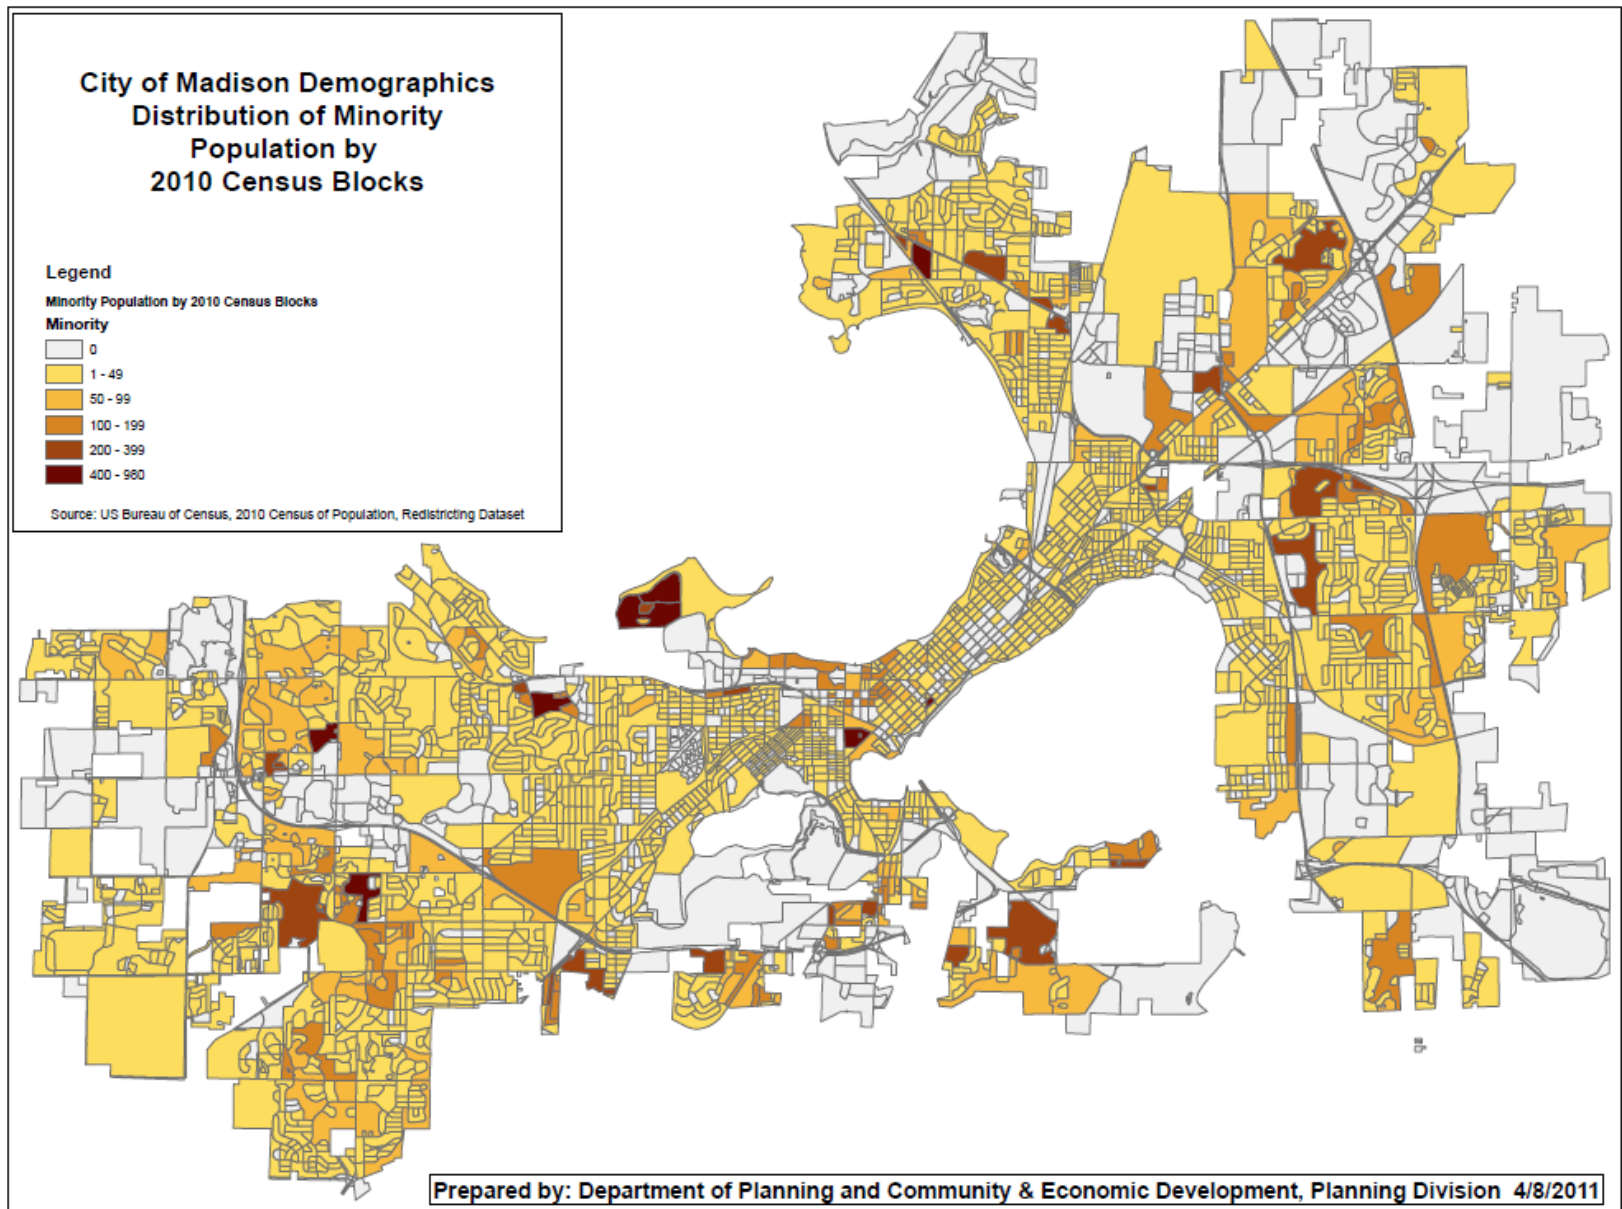 City of Madison Demographics
Distribution of Minority
Population by
2010 Census Blocks
Legend
Minority Population by 2010 Census Blocks
Minority
0
1 - 49
50 - 99
100 - 199
200 - 399
400 - 980
Source: US Bureau of Census, 2010 Census of Population, Redistricting Dataset
Prepared by: Department of Planning and Community & Economic Development, Planning Division 4/8/2011